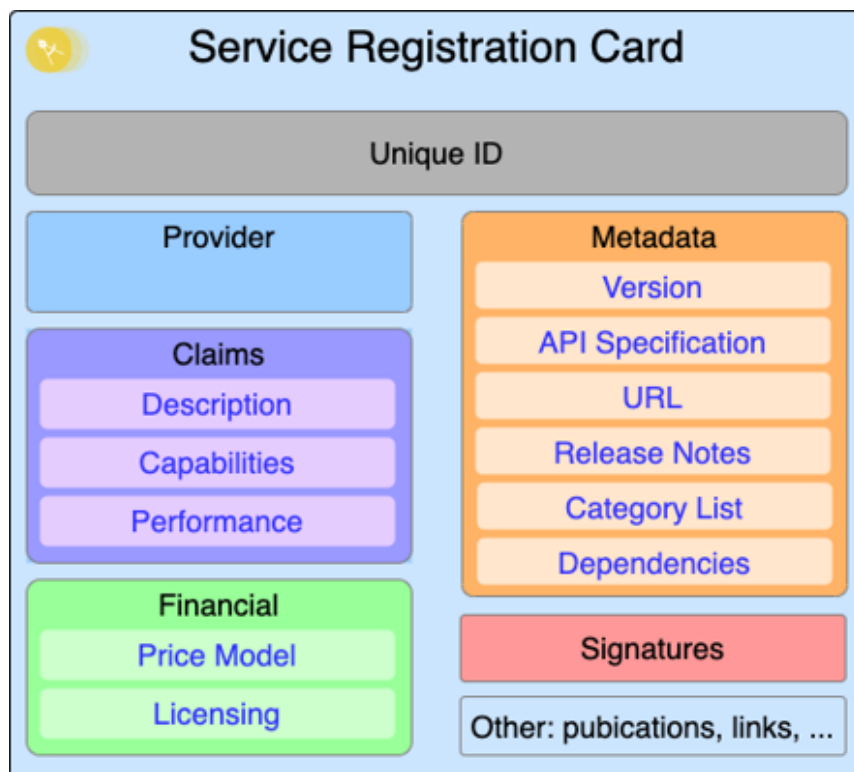 Service Registration Card
Unique ID
Provider
Claims
Description
Capabilities
Performance
Financial
Price Model
Licensing
Metadata
Version
API Specification
URL
Release Notes
Category List
Dependencies
Signatures
Other: pubications, links, ...